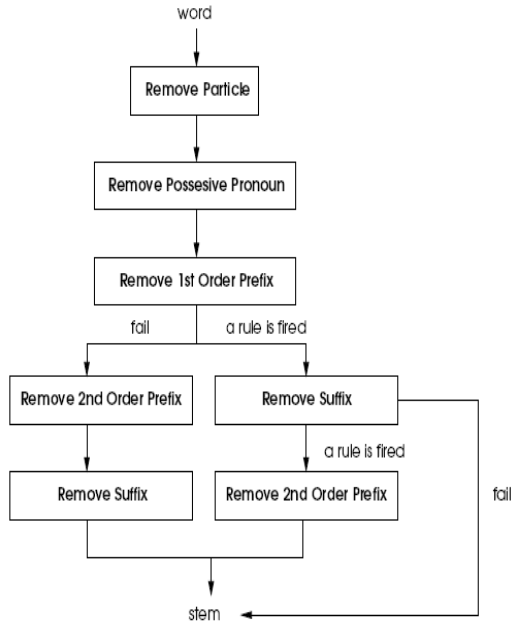 word
Remove Particle
Remove Possesive Pronoun
Remove 1st Order Prefix
fail
a rule is fired
Remove 2nd Order Prefix
Remove Suffix
a rule is fired
Remove Suffix
Remove 2nd Order Prefix
fail
stem